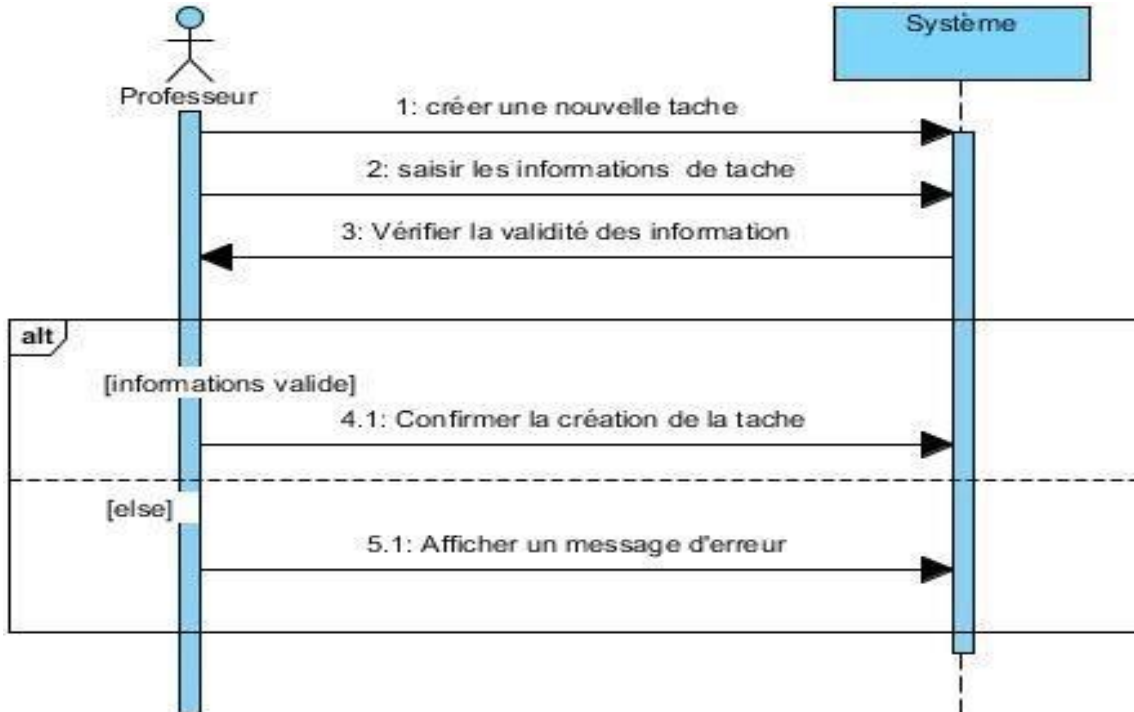 Système
Professeur
1: créer une nouvelle tache
2: saisir les informations de tache
3: Vérifier la validité des information
alt
[informations valide]
4.1: Confirmer la création de la tache
[else]
5.1: Afficher un message d'erreur